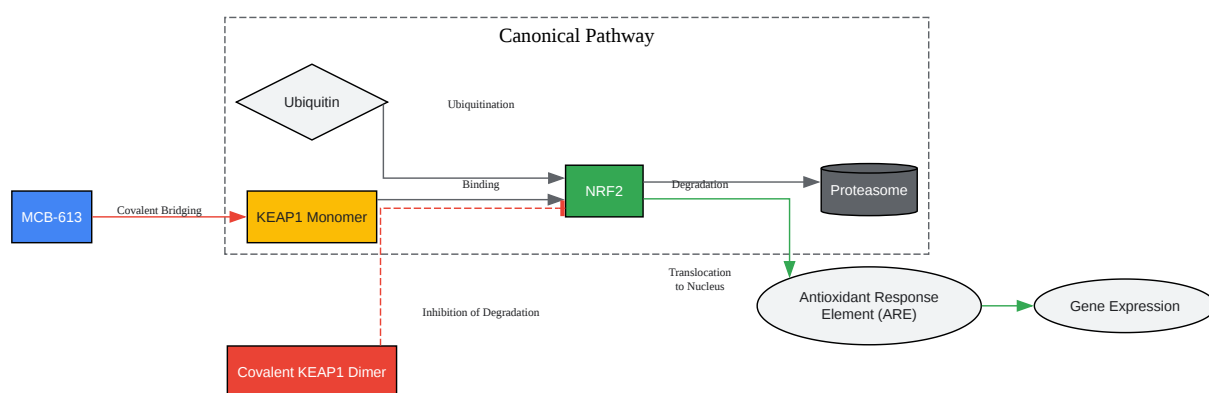 Canonical Pathway
Ubiquitin
Ubiquitination
Binding
NRF2
Degradation
Proteasome
MCB-613
Covalent Bridging
KEAP1 Monomer
Translocation
to Nucleus
Antioxidant Response
Element (ARE)
Gene Expression
Inhibition of Degradation
Covalent KEAP1 Dimer